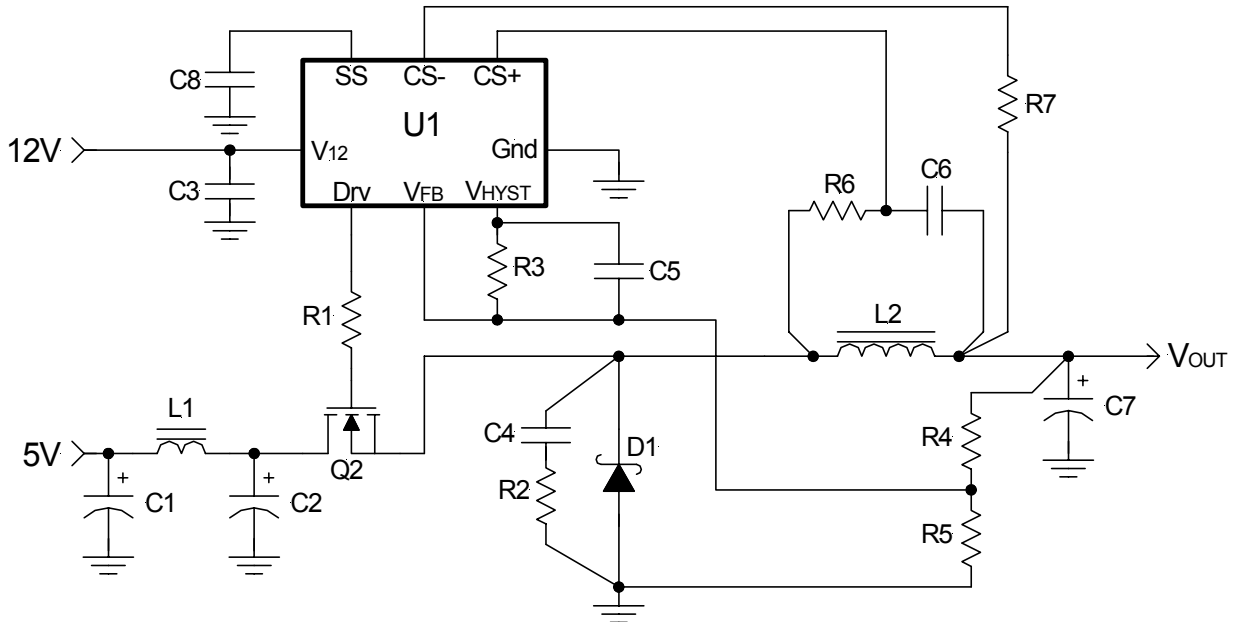 C8
SS
CS-
CS+
R7
U1
12V
V12
Gnd
C3
Drv
VFB
VHYST
R6
C6
R3
C5
R1
L2
VOUT
+
C7
L1
C4
D1
R4
5V
Q2
+
C1
+
C2
R2
R5